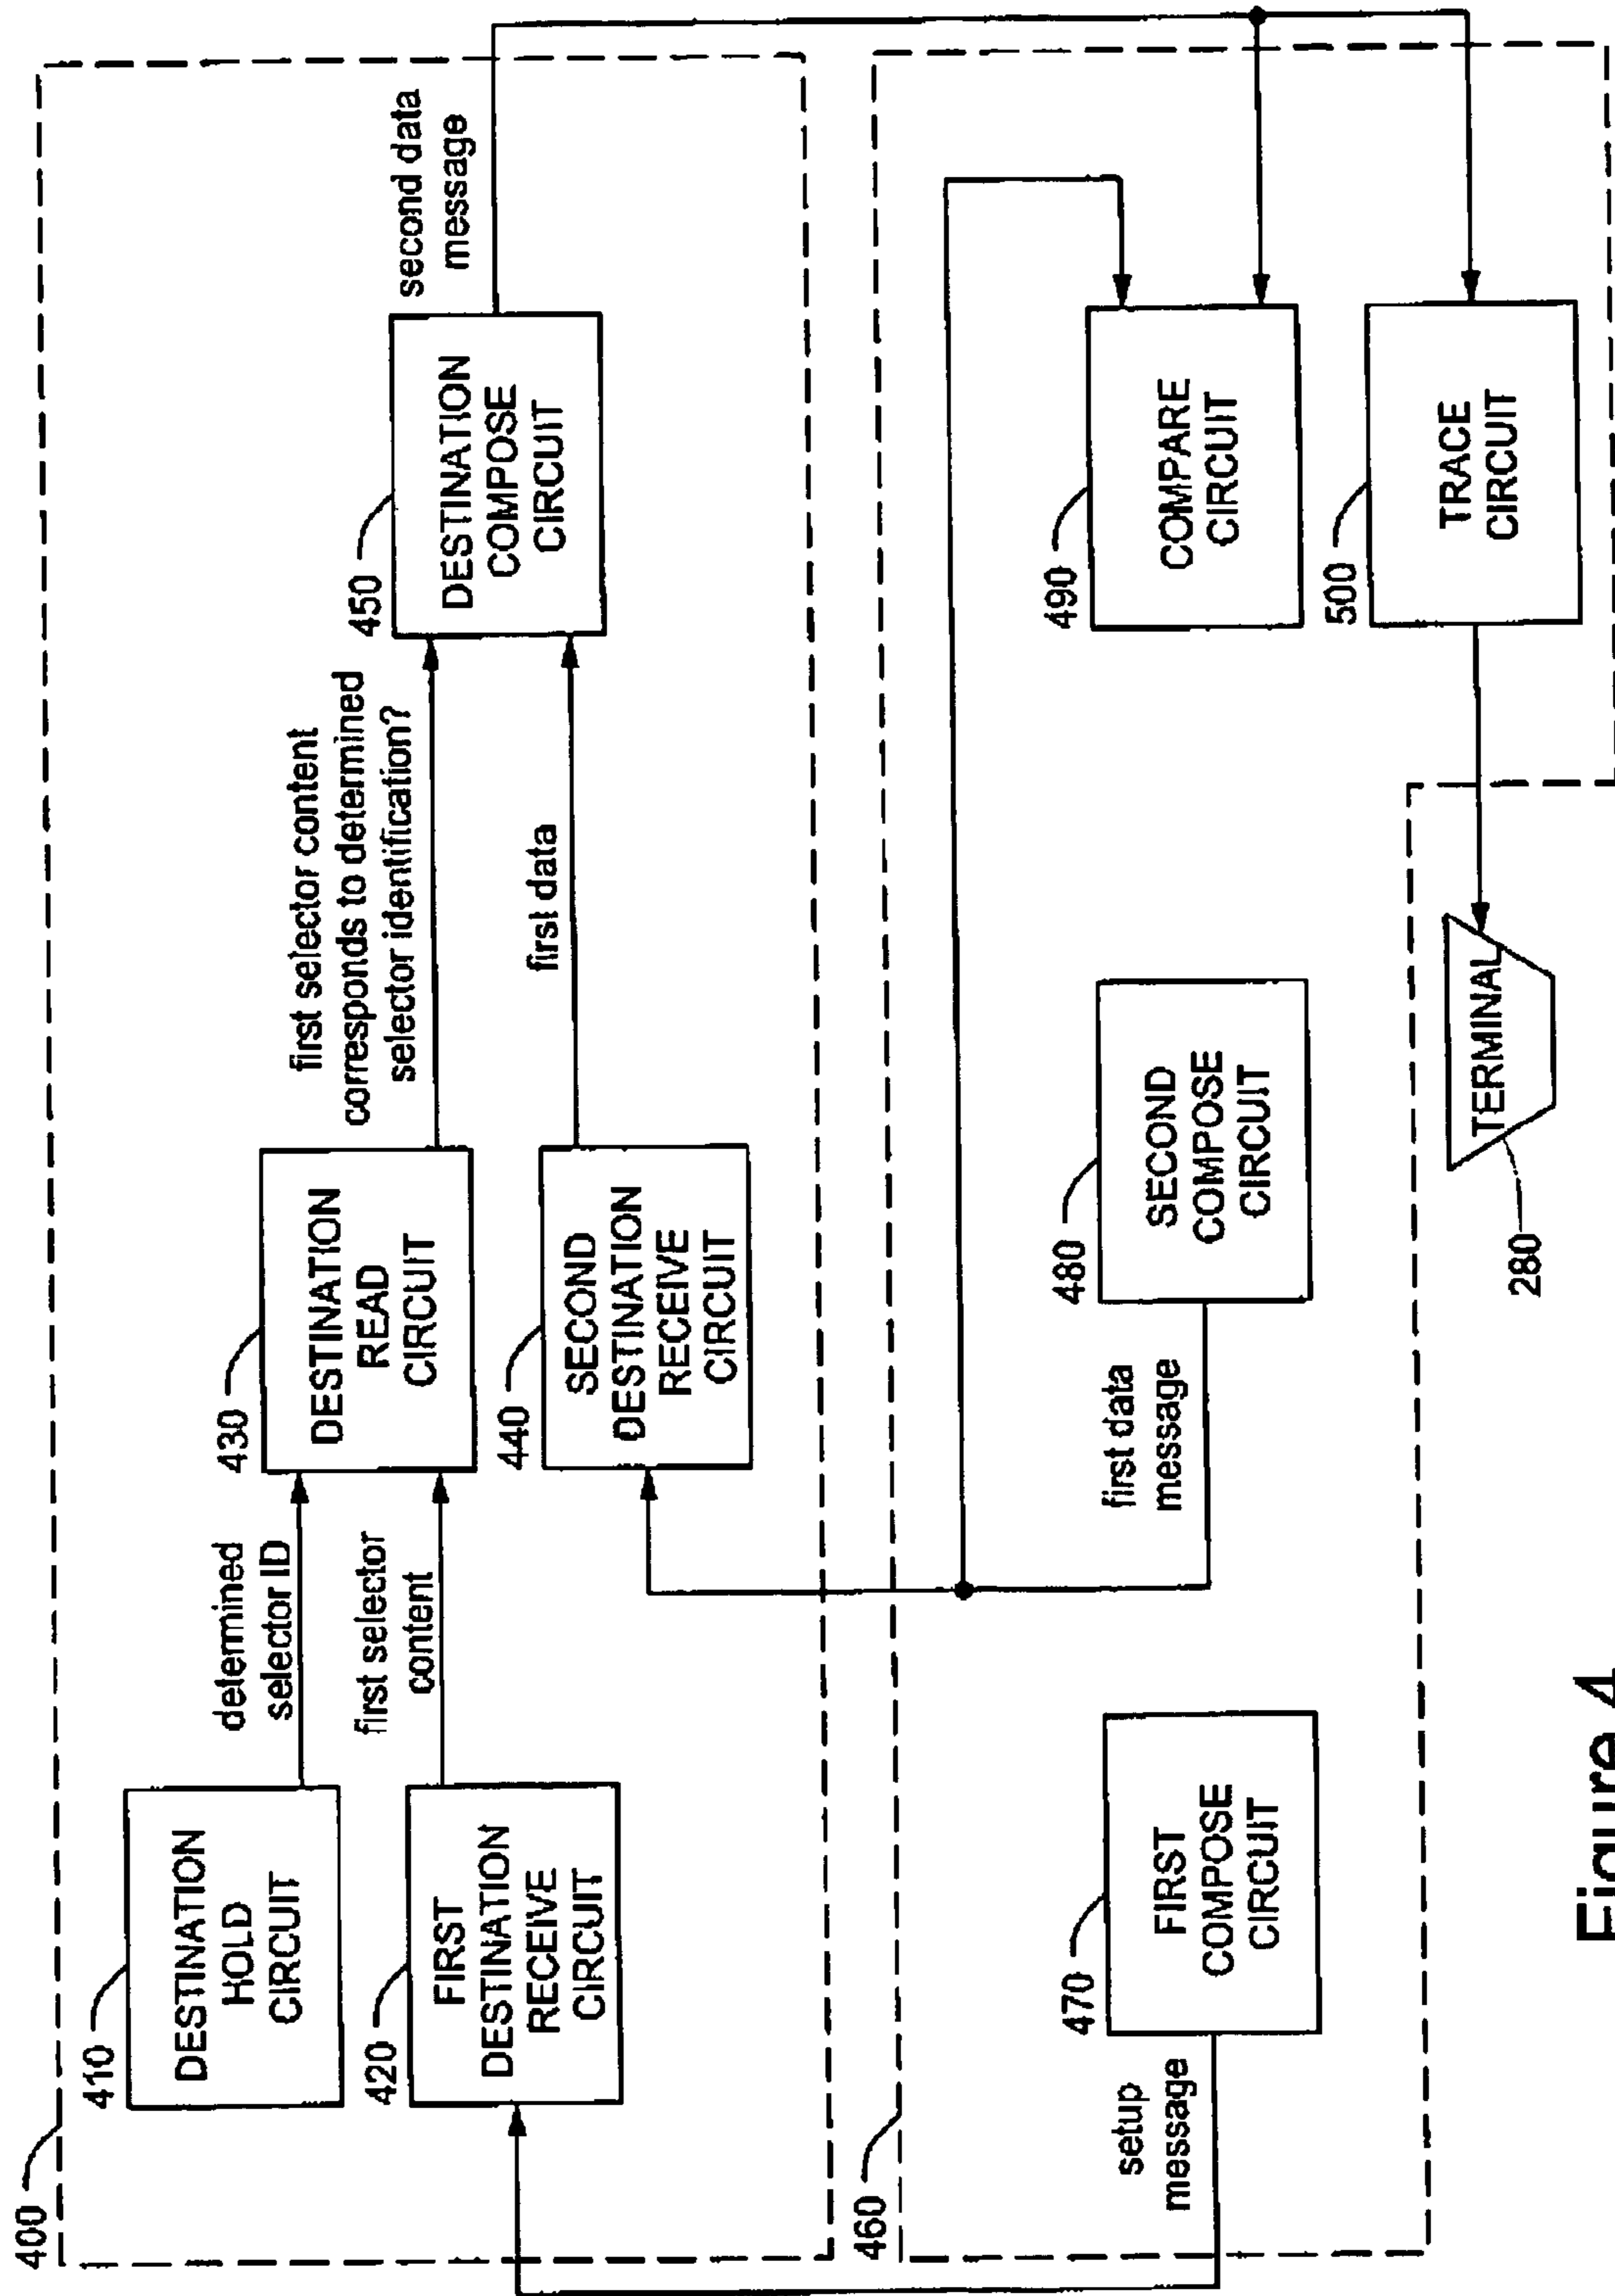 400
410
DESTINATION
HOLD
CIRCUIT
determined
selector ID
420
FIRST
DESTINATION
RECEIVE
CIRCUIT
first selector
content
430
DESTINATION
READ
CIRCUIT
first selector content
corresponds to determined
selector identification?
440
SECOND
DESTINATION
RECEIVE
CIRCUIT
first data
450
DESTINATION
COMPOSE
CIRCUIT
second data
message
460
setup
message
470
FIRST
COMPOSE
CIRCUIT
first data
message
480
SECOND
COMPOSE
CIRCUIT
490
COMPARE
CIRCUIT
500
TRACE
CIRCUIT
TERMINAL
280
Figure 4